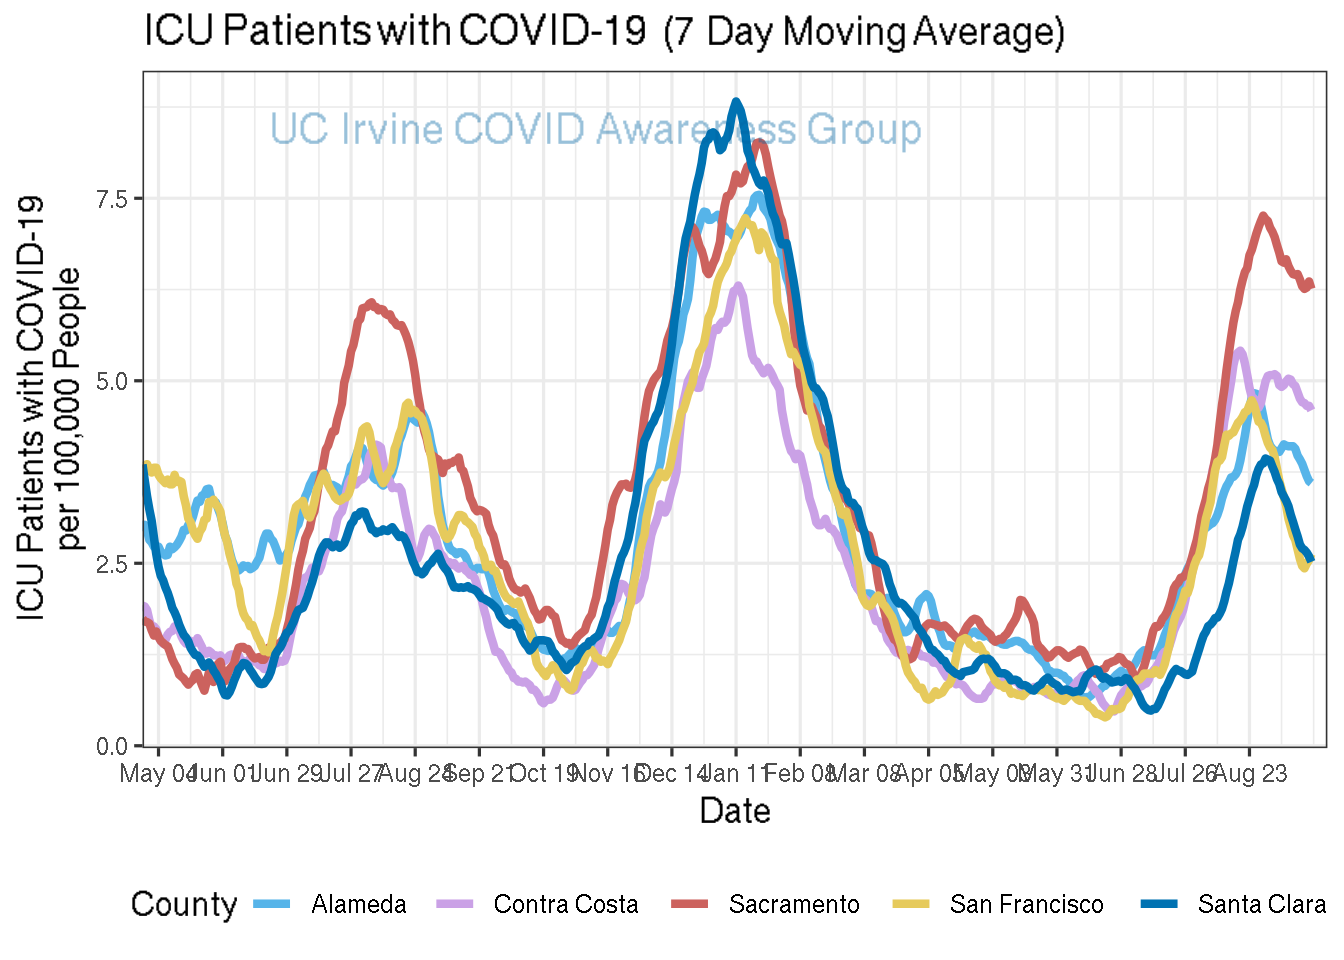 ICU Patients with COVID-19 (7 Day Moving Average)
UC Irvine COVID Awareness Group
ICU Patients with COVID-19
per 100,000 People
7.5
5.0
2.5
0.0
May 04 Jun 01 Jun 29 Jul 27 Aug 24 Sep 21 Oct 19 Nov 16 Dec 14 Jan 11 Feb 08 Mar 08 Apr 05 May 03 May 31 Jun 28 Jul 26 Aug 23
Date
County Alameda Contra Costa Sacramento San Francisco Santa Clara